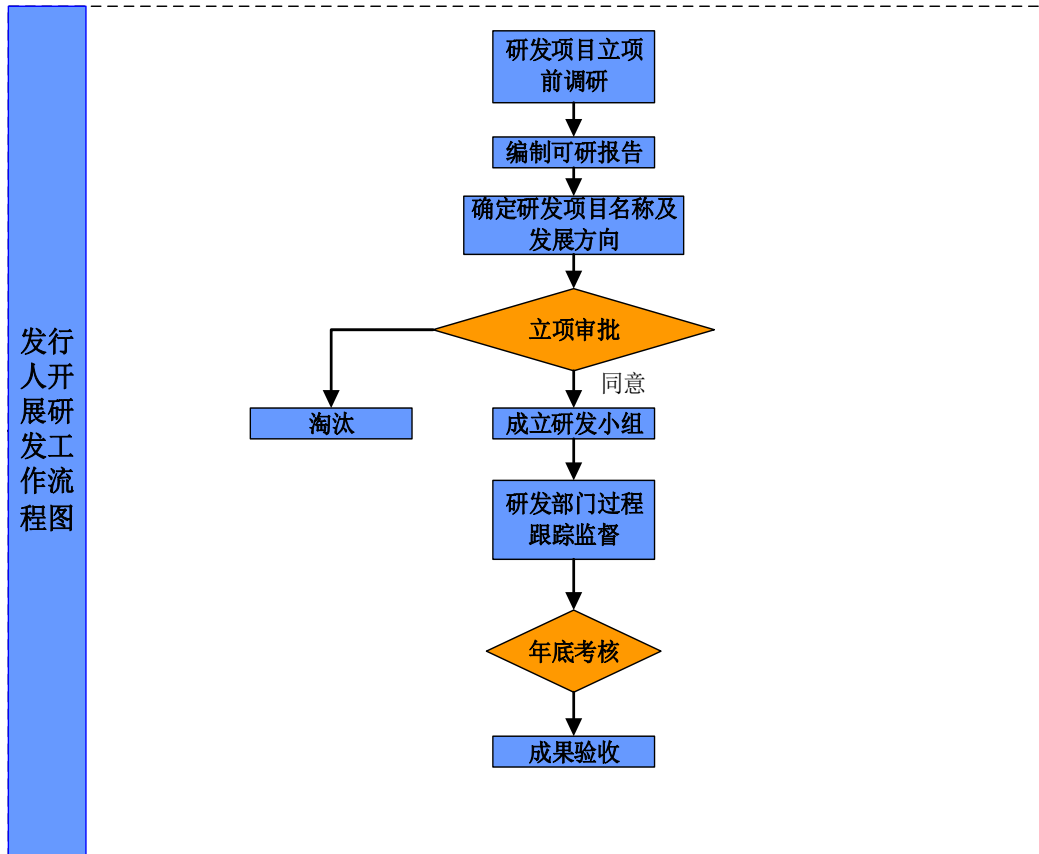 发行
人开
展研
发工
作流
程图
研发项目立项
前调研
编制可研报告
确定研发项目名称及
发展方向
立项审批
同意
淘汰
成立研发小组
研发部门过程
跟踪监督
年底考核
成果验收